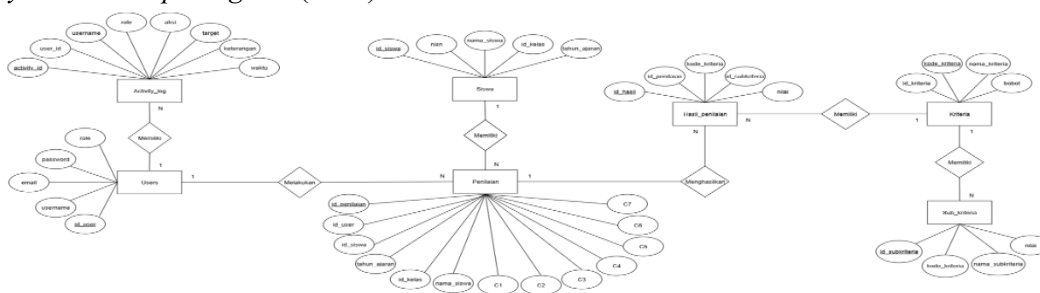 role
aksi
username
target
user_id
keterangan
activity_id
waktu
Activity_log
N
Memiliki
1
role
password
email
username
id_user
Users
1
Melakukan
N
id_siswa
nisn
nama_siswa
id_kelas
tahun_ajaran
Siswa
1
Memiliki
N
Penilaian
1
id_penilaian
id_user
id_siswa
tahun_ajaran
id_kelas
nama_siswa
C1
C2
C3
C4
C5
C6
C7
Menghasilkan
N
id_hasil
id_penilaian
kode_kriteria
id_subkriteria
nilai
Hasil_penilaian
N
Memiliki
1
id_kriteria
kode_kriteria
nama_kriteria
bobot
Kriteria
1
Memiliki
N
Sub_kriteria
id_subkriteria
kode_kriteria
nama_subkriteria
nilai